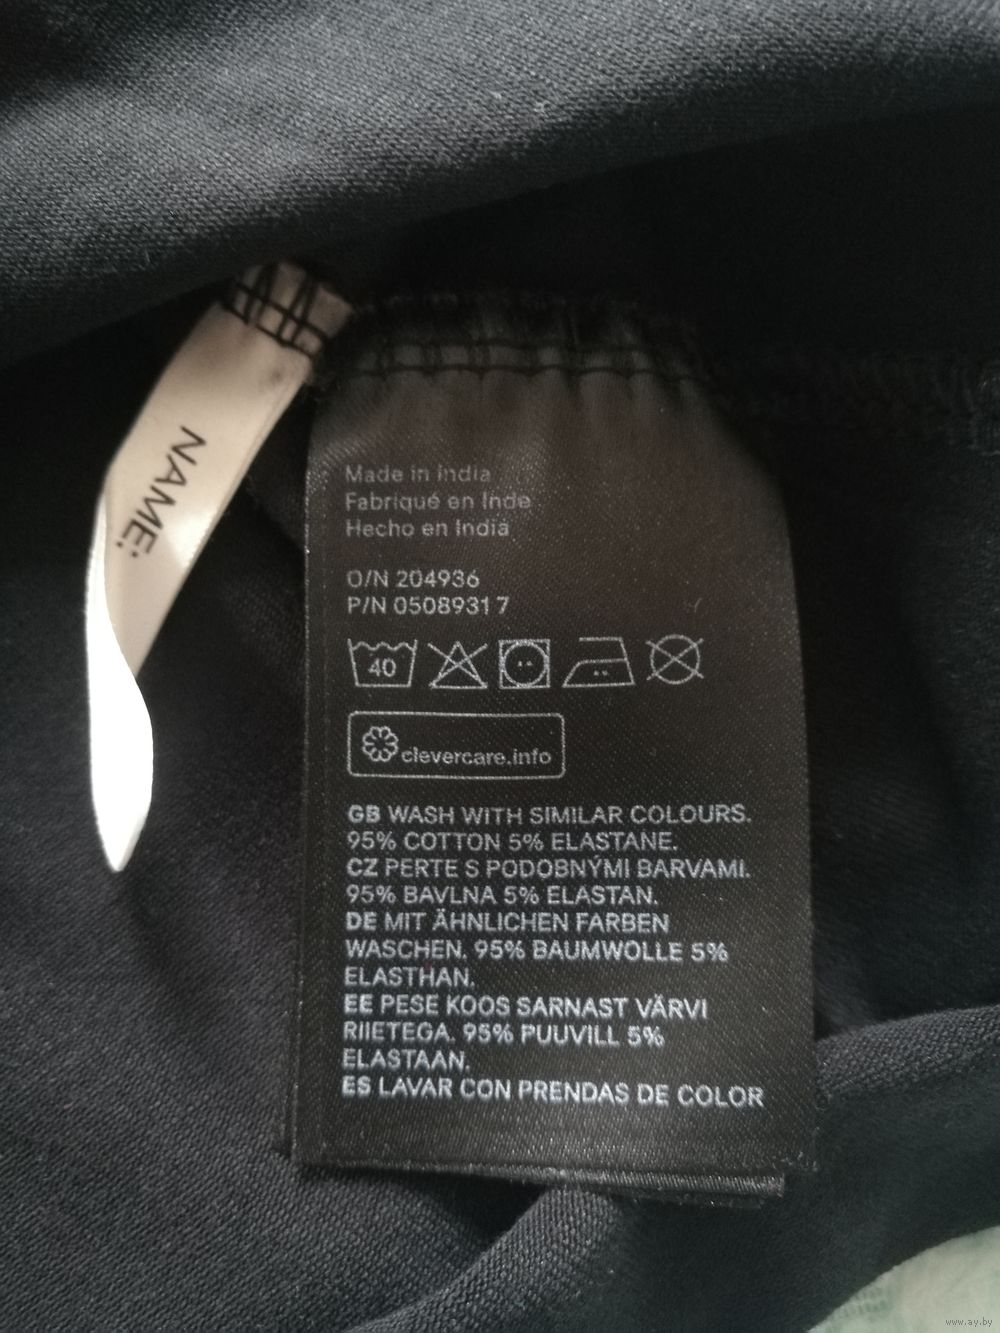 NAME:
Made in India
Fabriqué en Inde
Hecho en India
O/N 204936
P/N 05089317
40
clevercare.info
GB WASH WITH SIMILAR COLOURS.
95% COTTON 5% ELASTANE.
CZ PERTE S PODOBNÝMI BARVAMI.
95% BAVLNA 5% ELASTAN.
DE MIT ÄHNLICHEN FARBEN
WASCHEN. 95% BAUMWOLLE 5%
ELASTHAN.
EE PESE KOOS SARNAST VÄRVI
RIIETEGA. 95% PUUVILL 5%
ELASTAAN.
ES LAVAR CON PRENDAS DE COLOR
www.ay.by